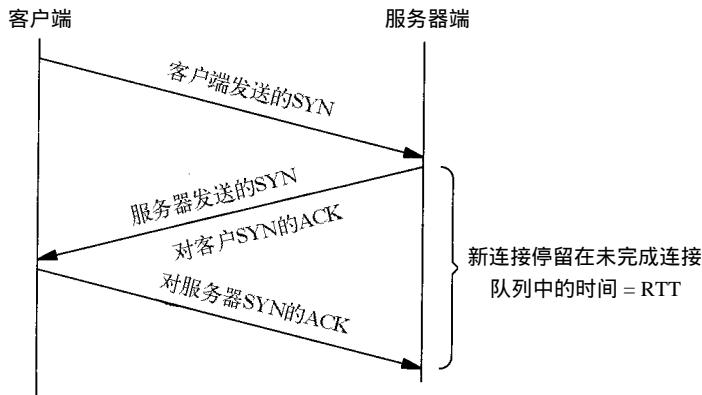 客户端
服务器端
客户端发送的SYN
服务器发送的SYN
对客户SYN的ACK
对服务器SYN的ACK
新连接停留在未完成连接
队列中的时间 = RTT